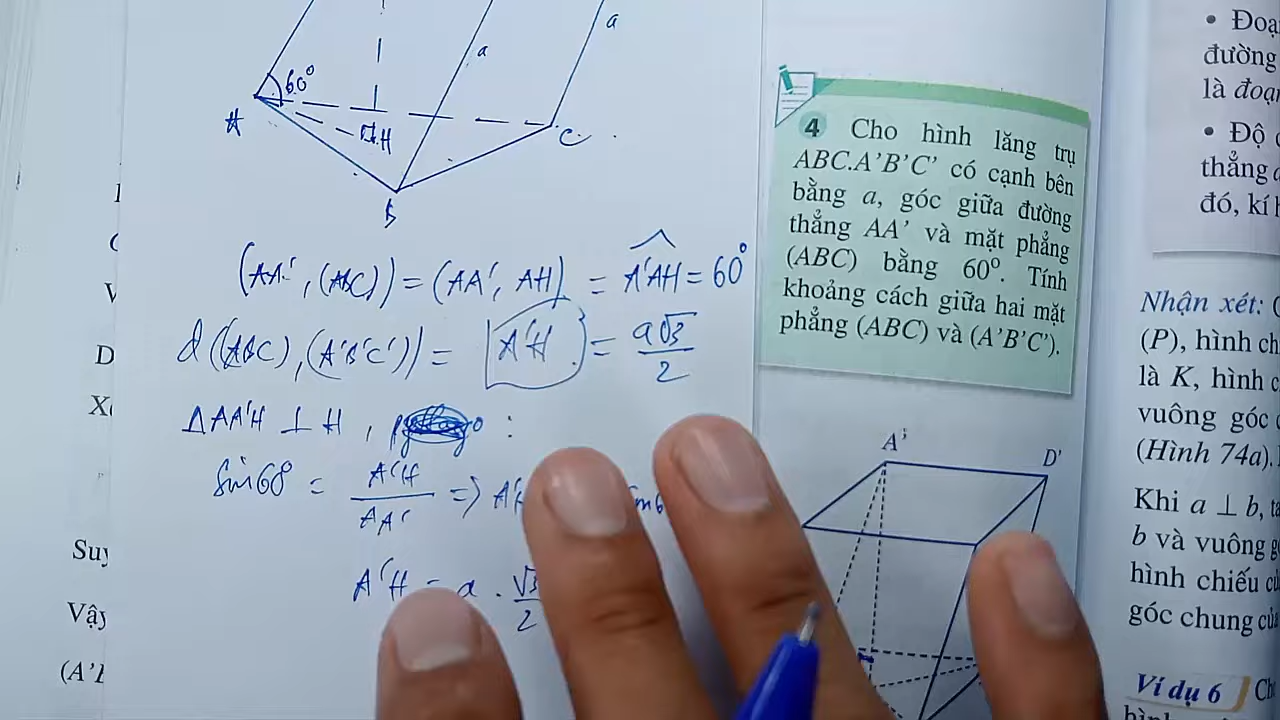 a
a
60°
A
H
C
B
(AA', (ABC)) = (AA', AH) = A'AH = 60°
d((ABC), (A'B'C')) = A'H = a√3/2
ΔAA'H ⊥ H, :
Sin 60° = A'H/AA' => A'
A'H = a . √3/2
4 Cho hình lăng trụ
ABC.A’B’C’ có cạnh bên
bằng a, góc giữa đường
thẳng AA’ và mặt phẳng
(ABC) bằng 60°. Tính
khoảng cách giữa hai mặt
phẳng (ABC) và (A’B’C’).
A'
D'
• Đoạ
đường
là đoạn
• Độ
thẳng
đó, kí h
Nhận xét:
(P), hình ch
là K, hình c
vuông góc
(Hình 74a).
Khi a ⊥ b, ta
b và vuông g
hình chiếu củ
góc chung của
Ví dụ 6 Ch
D
Suy
Vậy
(A’